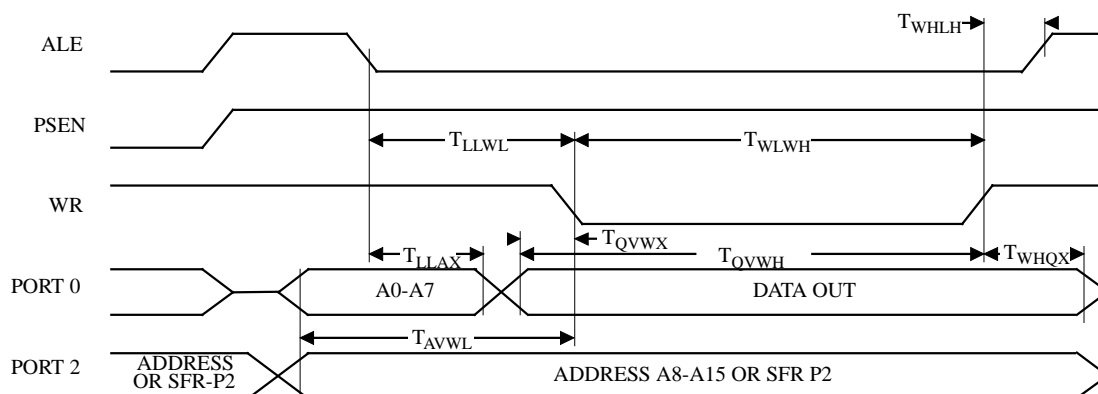 TWHLH
ALE
PSEN
TLLWL
TWLWH
WR
TQVWX
TLLAX
TQVWH
TWHQX
PORT 0
A0-A7
DATA OUT
TAVWL
PORT 2
ADDRESS
OR SFR-P2
ADDRESS A8-A15 OR SFR P2